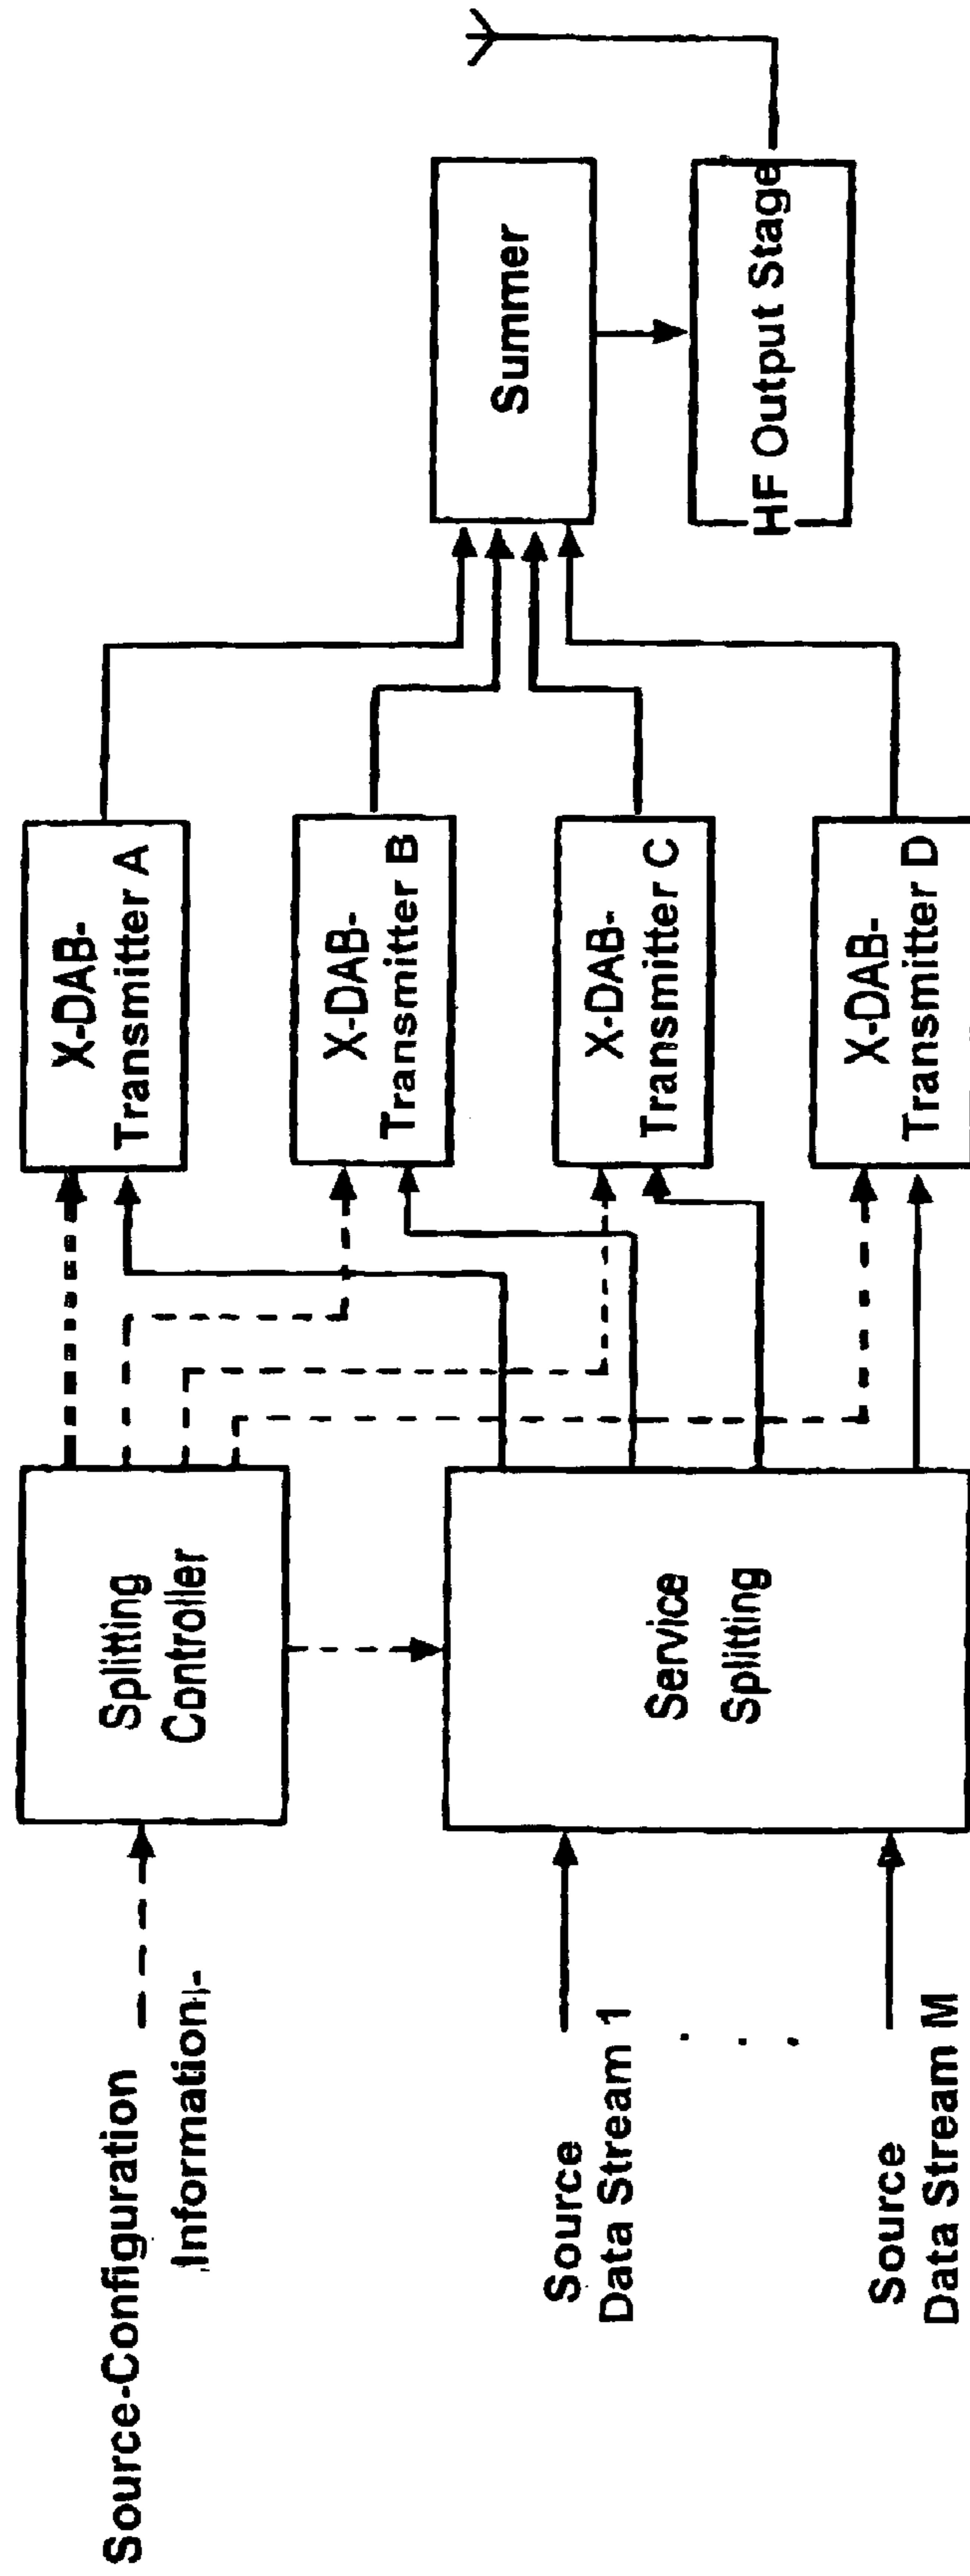 Source-Configuration
Information
Splitting
Controller
Source
Data Stream 1
Source
Data Stream M
Service
Splitting
X-DAB-
Transmitter A
X-DAB-
Transmitter B
X-DAB-
Transmitter C
X-DAB-
Transmitter D
Summer
HF Output Stage